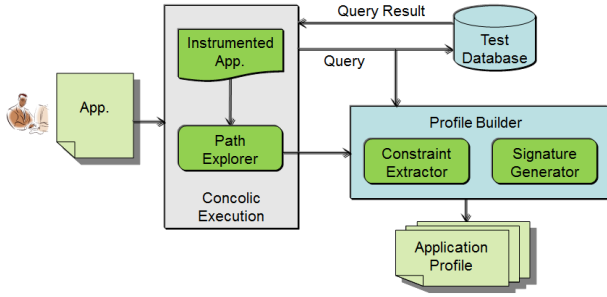 Query Result
Instrumented
App.
Query
Test
Database
App.
Path
Explorer
Concolic
Execution
Profile Builder
Constraint
Extractor
Signature
Generator
Application
Profile